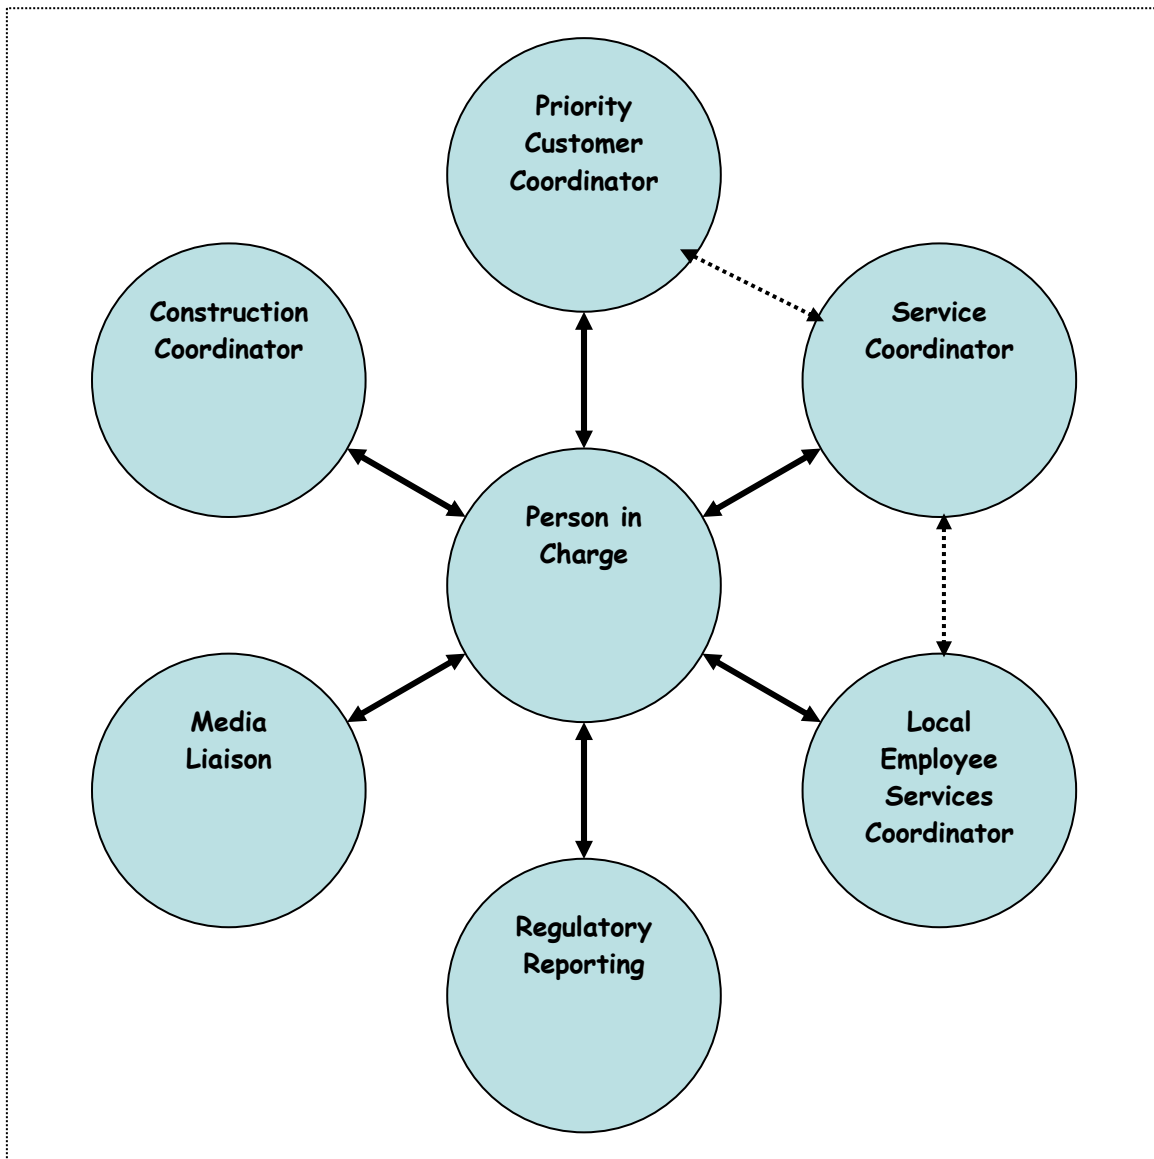 Priority
Customer
Coordinator
Construction
Coordinator
Service
Coordinator
Person in
Charge
Media
Liaison
Local
Employee
Services
Coordinator
Regulatory
Reporting